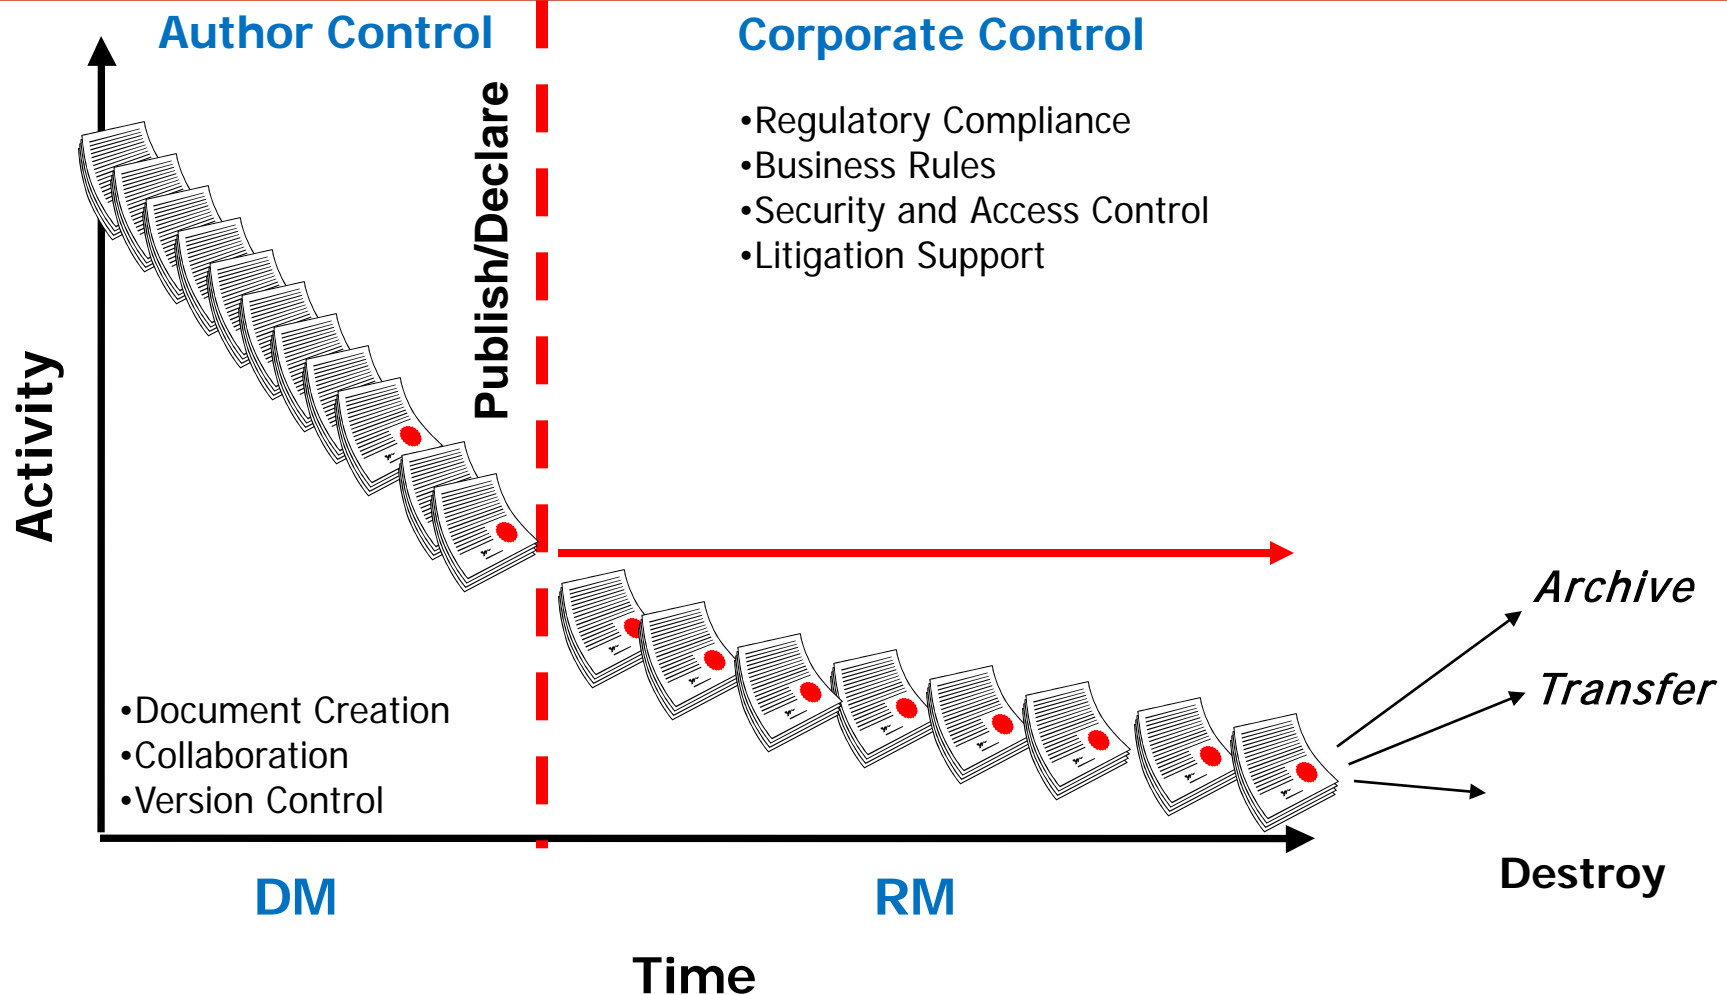 Author Control
Corporate Control
Publish/Declare
•Regulatory Compliance
•Business Rules
•Security and Access Control
•Litigation Support
Activity
Archive
Transfer
•Document Creation
•Collaboration
•Version Control
Destroy
DM
RM
Time